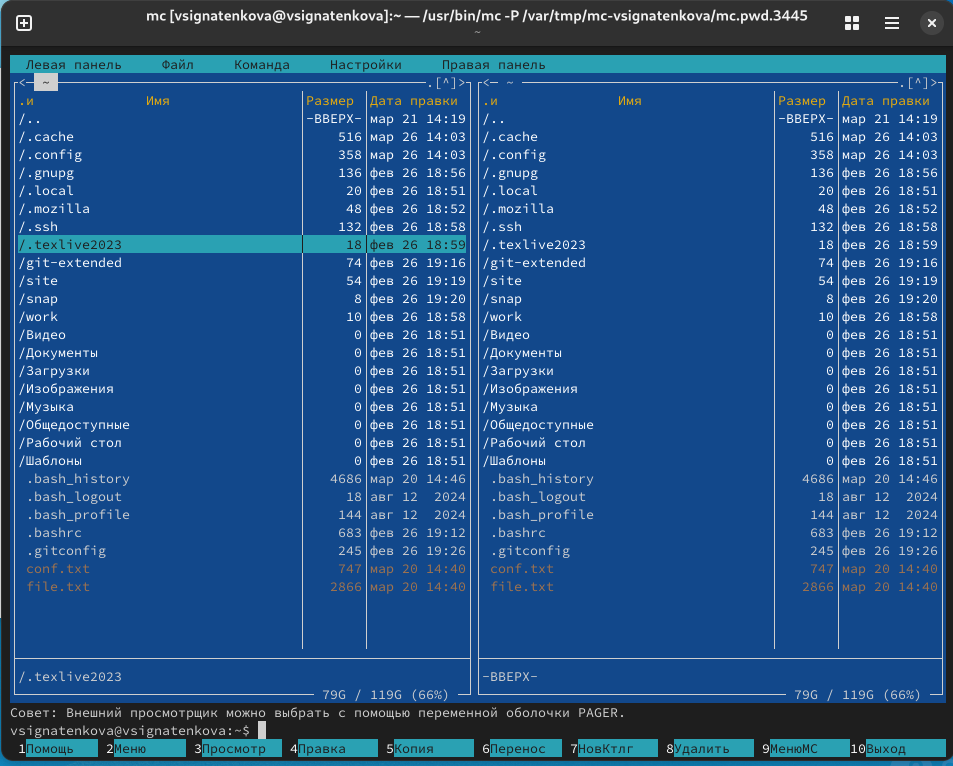 mc [vsignatenkova@vsignatenkova]:~ — /usr/bin/mc -P /var/tmp/mc-vsignatenkova/mc.pwd.3445
~
Левая панель Файл Команда Настройки Правая панель
<─ ~ .[^]> <─ ~ .[^]>
.и Имя Размер Дата правки .и Имя Размер Дата правки
/.. -ВВЕРХ- мар 21 14:19 /.. -ВВЕРХ- мар 21 14:19
/.cache 516 мар 26 14:03 /.cache 516 мар 26 14:03
/.config 358 мар 26 14:03 /.config 358 мар 26 14:03
/.gnupg 136 фев 26 18:56 /.gnupg 136 фев 26 18:56
/.local 20 фев 26 18:51 /.local 20 фев 26 18:51
/.mozilla 48 фев 26 18:52 /.mozilla 48 фев 26 18:52
/.ssh 132 фев 26 18:58 /.ssh 132 фев 26 18:58
/.texlive2023 18 фев 26 18:59 /.texlive2023 18 фев 26 18:59
/git-extended 74 фев 26 19:16 /git-extended 74 фев 26 19:16
/site 54 фев 26 19:19 /site 54 фев 26 19:19
/snap 8 фев 26 19:20 /snap 8 фев 26 19:20
/work 10 фев 26 18:58 /work 10 фев 26 18:58
/Видео 0 фев 26 18:51 /Видео 0 фев 26 18:51
/Документы 0 фев 26 18:51 /Документы 0 фев 26 18:51
/Загрузки 0 фев 26 18:51 /Загрузки 0 фев 26 18:51
/Изображения 0 фев 26 18:51 /Изображения 0 фев 26 18:51
/Музыка 0 фев 26 18:51 /Музыка 0 фев 26 18:51
/Общедоступные 0 фев 26 18:51 /Общедоступные 0 фев 26 18:51
/Рабочий стол 0 фев 26 18:51 /Рабочий стол 0 фев 26 18:51
/Шаблоны 0 фев 26 18:51 /Шаблоны 0 фев 26 18:51
.bash_history 4686 мар 20 14:46 .bash_history 4686 мар 20 14:46
.bash_logout 18 авг 12 2024 .bash_logout 18 авг 12 2024
.bash_profile 144 авг 12 2024 .bash_profile 144 авг 12 2024
.bashrc 683 фев 26 19:12 .bashrc 683 фев 26 19:12
.gitconfig 245 фев 26 19:26 .gitconfig 245 фев 26 19:26
conf.txt 747 мар 20 14:40 conf.txt 747 мар 20 14:40
file.txt 2866 мар 20 14:40 file.txt 2866 мар 20 14:40
/.texlive2023 -ВВЕРХ-
79G / 119G (66%) 79G / 119G (66%)
Совет: Внешний просмотрщик можно выбрать с помощью переменной оболочки PAGER.
vsignatenkova@vsignatenkova:~$
1Помощь 2Меню 3Просмотр 4Правка 5Копия 6Перенос 7НовКтлг 8Удалить 9МенюMC 10Выход